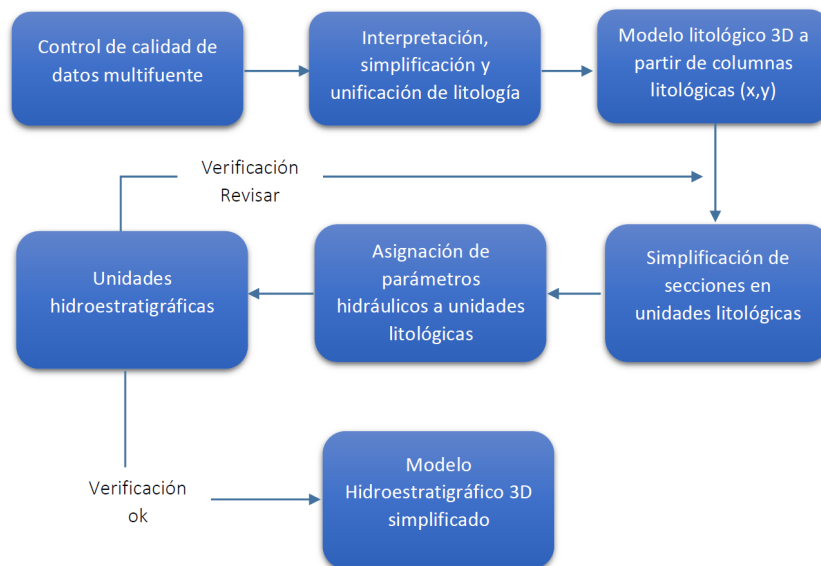 Control de calidad de
datos multifuente
Interpretación,
simplificación y
unificación de litología
Modelo litológico 3D a
partir de columnas
litológicas (x,y)
Verificación
Revisar
Unidades
hidroestratigráficas
Asignación de
parámetros
hidráulicos a unidades
litológicas
Simplificación de
secciones en
unidades litológicas
Verificación
ok
Modelo
Hidroestratigráfico 3D
simplificado